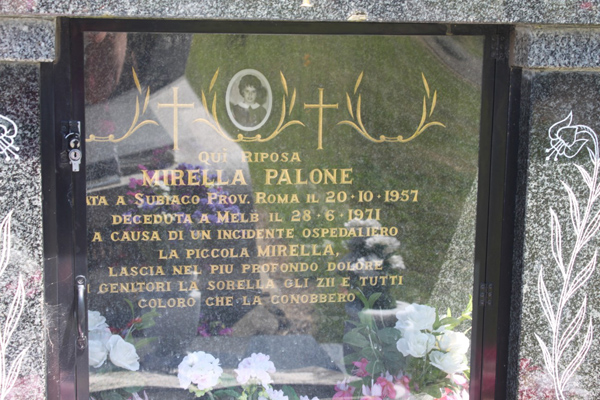 QUI RIPOSA
MIRELLA PALONE
ATA A SUBIACO PROV. ROMA IL 20·10·1957
DECEDUTA A MELB IL 28·6·1971
A CAUSA DI UN INCIDENTE OSPEDALIERO
LA PICCOLA MIRELLA,
LASCIA NEL PIU PROFONDO DOLORE
I GENITORI LA SORELLA GLI ZII E TUTTI
COLORO CHE LA CONOBBERO